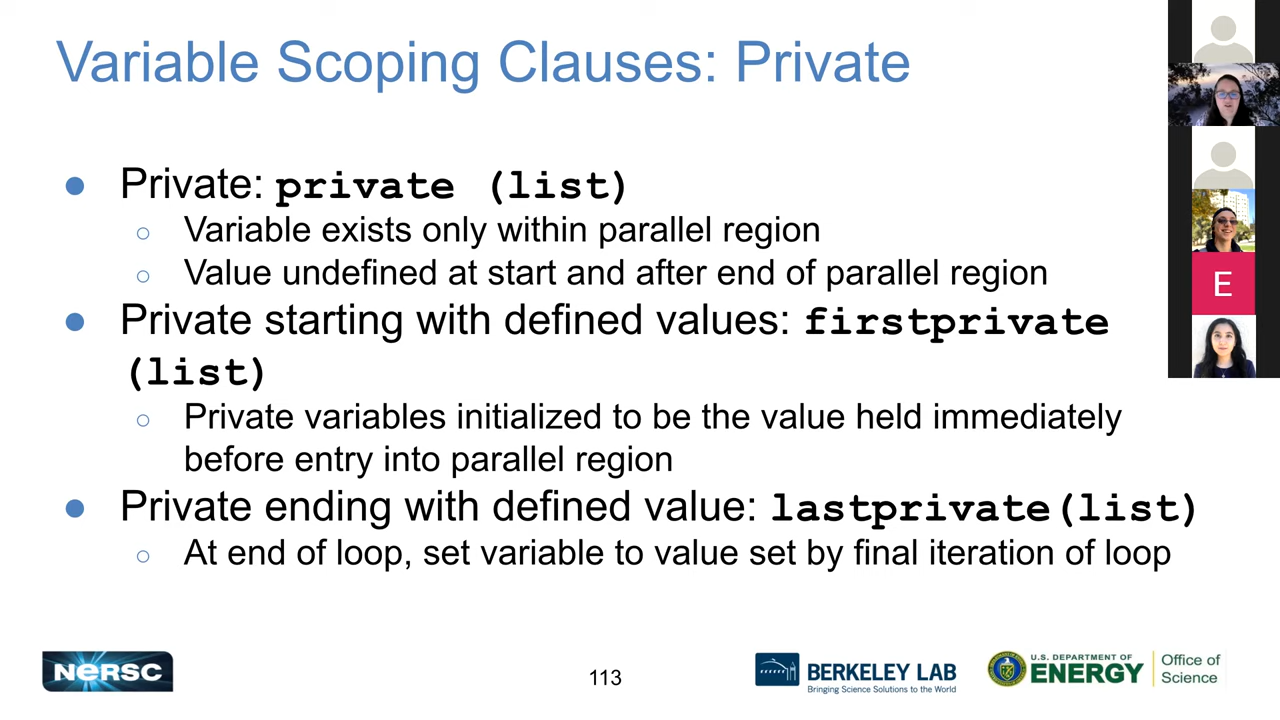 Variable Scoping Clauses: Private
● Private: private (list)
○ Variable exists only within parallel region
○ Value undefined at start and after end of parallel region
● Private starting with defined values: firstprivate
(list)
○ Private variables initialized to be the value held immediately
before entry into parallel region
● Private ending with defined value: lastprivate(list)
○ At end of loop, set variable to value set by final iteration of loop
E
NERSC
113
BERKELEY LAB
Bringing Science Solutions to the World
U.S. DEPARTMENT OF
ENERGY
Office of
Science